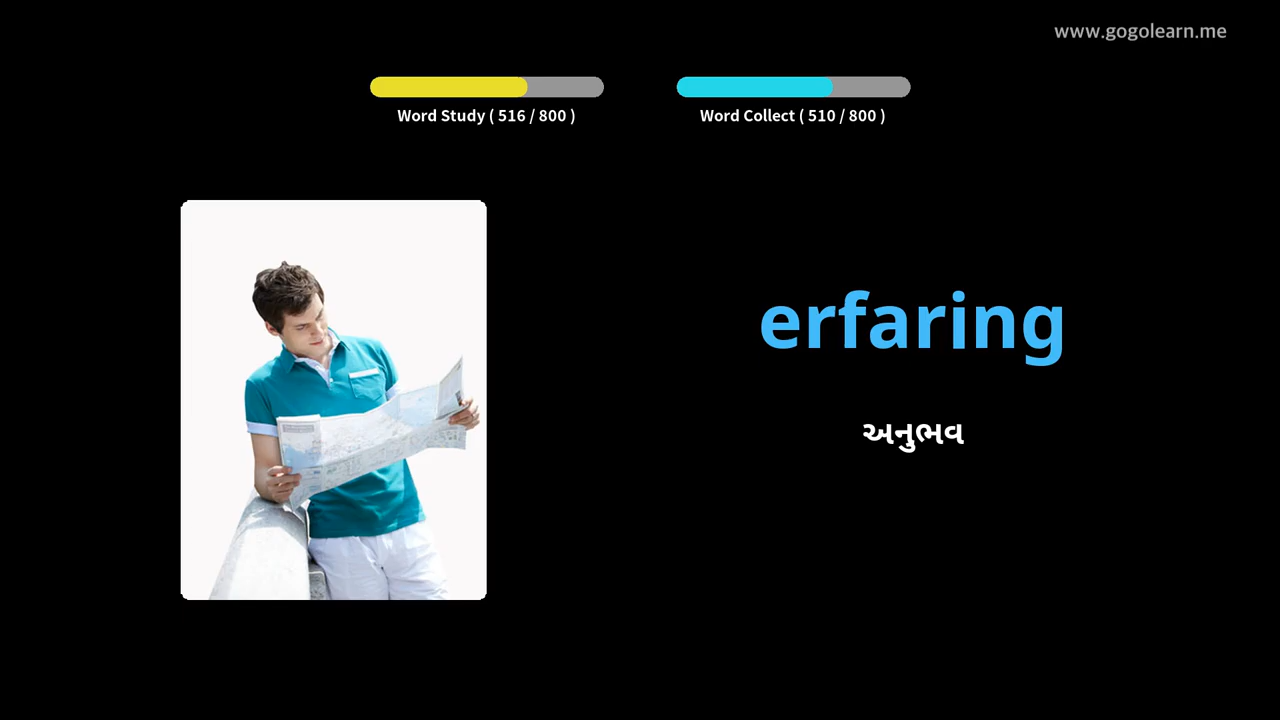 www.gogolearn.me
Word Study ( 516 / 800 )
Word Collect ( 510 / 800 )
erfaring
અનુભવ